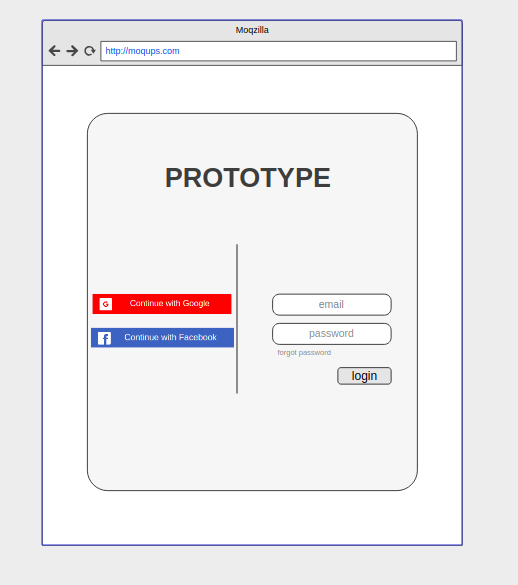 Moqzilla
http://moqups.com
PROTOTYPE
G Continue with Google
f Continue with Facebook
email
password
forgot password
login